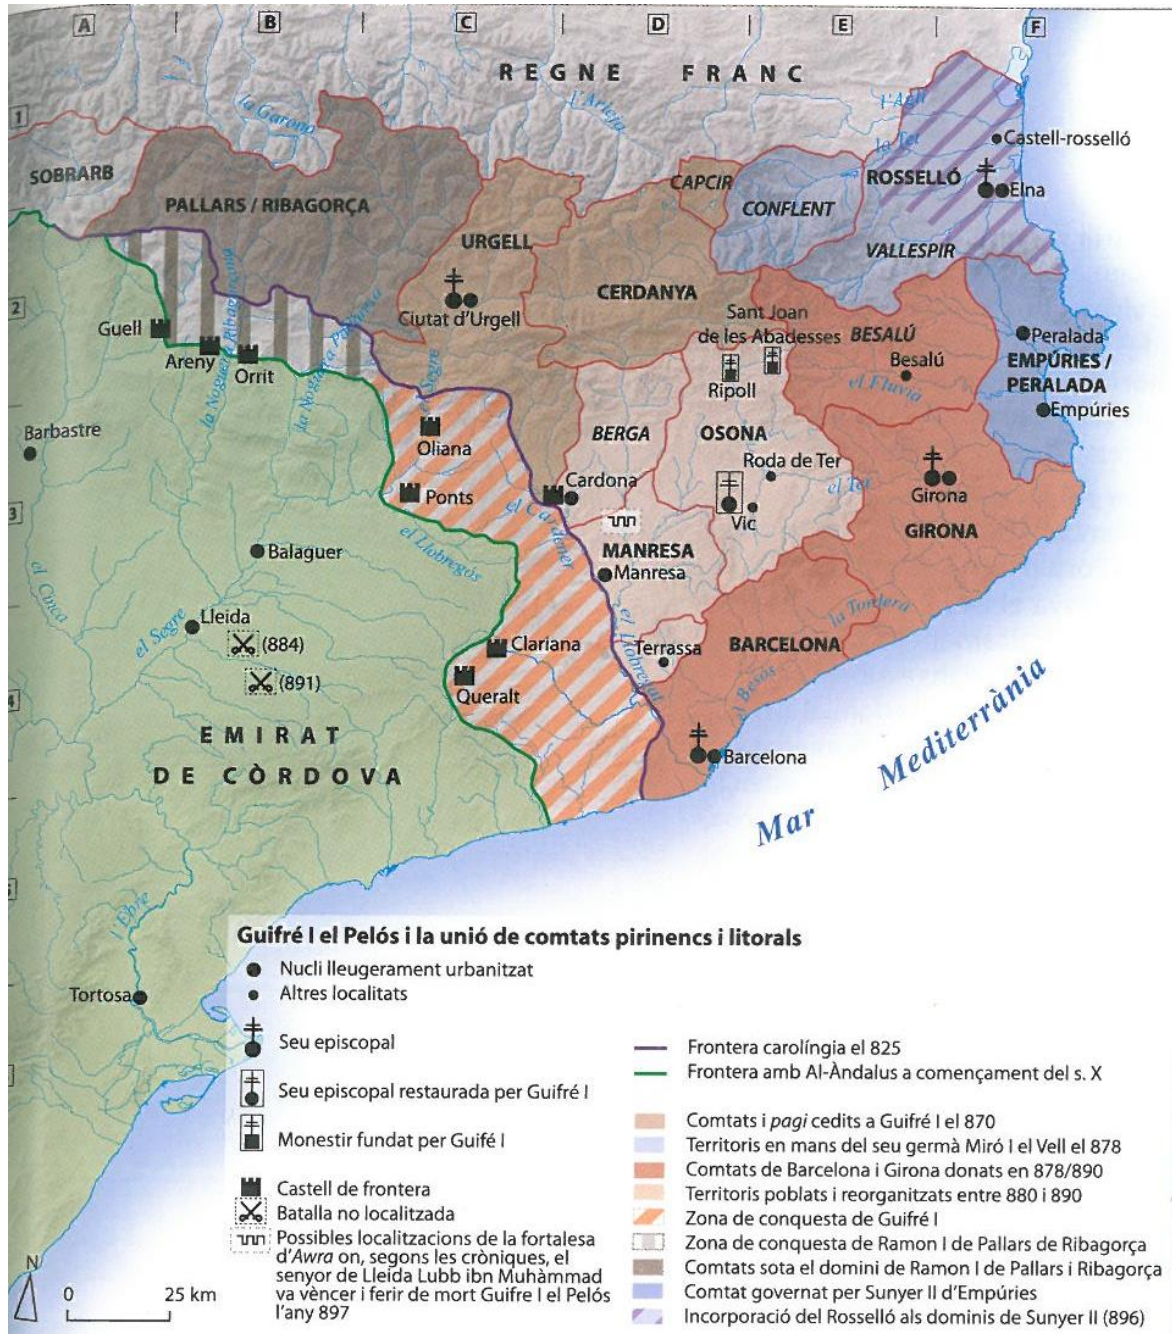 A B C D E F
REGNE FRANC
la Garona
l'Arieja
l'Aglí
1
la Tet
Castell-rosselló
SOBRARB
CAPCIR
ROSSELLÓ
Elna
PALLARS / RIBAGORÇA
CONFLENT
URGELL
VALLESPIR
CERDANYA
2
Ciutat d'Urgell
Sant Joan
de les Abadesses
Guell
la Noguera Ribagorçana
la Noguera Pallaresa
el Segre
BESALÚ
Peralada
Areny
Orrit
Ripoll
Besalú
EMPÚRIES /
PERALADA
el Fluvià
Empúries
Barbastre
Oliana
BERGA
OSONA
Roda de Ter
Ponts
Cardona
el Ter
Girona
3
el Cardener
Vic
GIRONA
el Llobregós
Balaguer
MANRESA
Manresa
el Cinca
la Tordera
Lleida
el Segre
(884)
Clariana
el Llobregat
Terrassa
BARCELONA
(891)
Queralt
el Besòs
4
EMIRAT
DE CÒRDOVA
Barcelona
Mar Mediterrània
5
l'Ebre
Tortosa
Guifré I el Pelós i la unió de comtats pirinencs i litorals
Nucli lleugerament urbanitzat
Altres localitats
Seu episcopal
Seu episcopal restaurada per Guifré I
Monestir fundat per Guifé I
Castell de frontera
Batalla no localitzada
Possibles localitzacions de la fortalesa
d'Awra on, segons les cròniques, el
senyor de Lleida Lubb ibn Muhàmmad
va vèncer i ferir de mort Guifre I el Pelós
l'any 897
Frontera carolíngia el 825
Frontera amb Al-Àndalus a començament del s. X
Comtats i pagi cedits a Guifré I el 870
Territoris en mans del seu germà Miró I el Vell el 878
Comtats de Barcelona i Girona donats en 878/890
Territoris poblats i reorganitzats entre 880 i 890
Zona de conquesta de Guifré I
Zona de conquesta de Ramon I de Pallars de Ribagorça
Comtats sota el domini de Ramon I de Pallars i Ribagorça
Comtat governat per Sunyer II d'Empúries
Incorporació del Rosselló als dominis de Sunyer II (896)
N
0 25 km